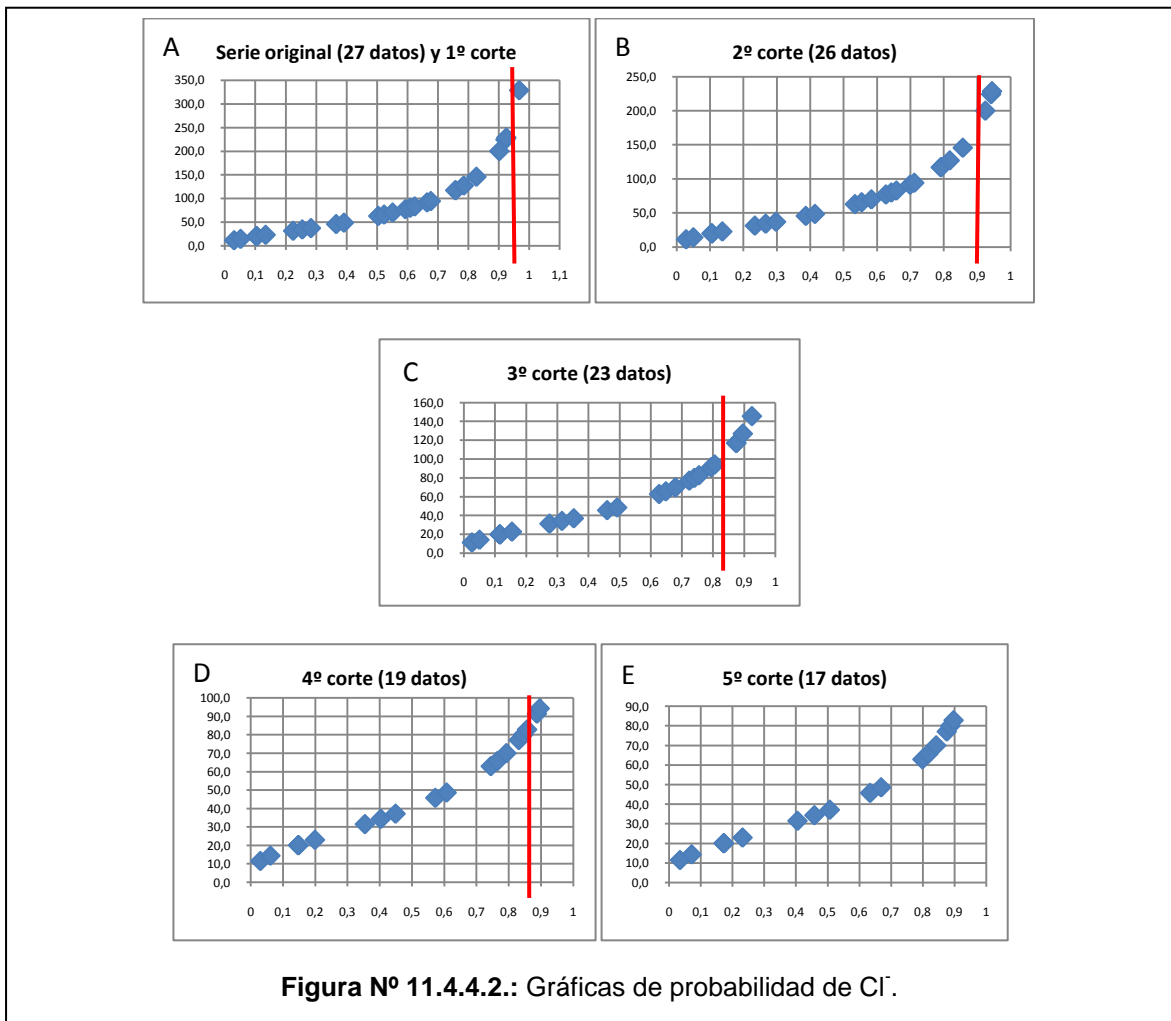 A
Serie original (27 datos) y 1º corte
350,0
300,0
250,0
200,0
150,0
100,0
50,0
0,0
0 0,1 0,2 0,3 0,4 0,5 0,6 0,7 0,8 0,9 1 1,1
B
2º corte (26 datos)
250,0
200,0
150,0
100,0
50,0
0,0
0 0,1 0,2 0,3 0,4 0,5 0,6 0,7 0,8 0,9 1
C
3º corte (23 datos)
160,0
140,0
120,0
100,0
80,0
60,0
40,0
20,0
0,0
0 0,1 0,2 0,3 0,4 0,5 0,6 0,7 0,8 0,9 1
D
4º corte (19 datos)
100,0
90,0
80,0
70,0
60,0
50,0
40,0
30,0
20,0
10,0
0,0
0 0,1 0,2 0,3 0,4 0,5 0,6 0,7 0,8 0,9 1
E
5º corte (17 datos)
90,0
80,0
70,0
60,0
50,0
40,0
30,0
20,0
10,0
0,0
0 0,1 0,2 0,3 0,4 0,5 0,6 0,7 0,8 0,9 1
Figura Nº 11.4.4.2.: Gráficas de probabilidad de Cl⁻.